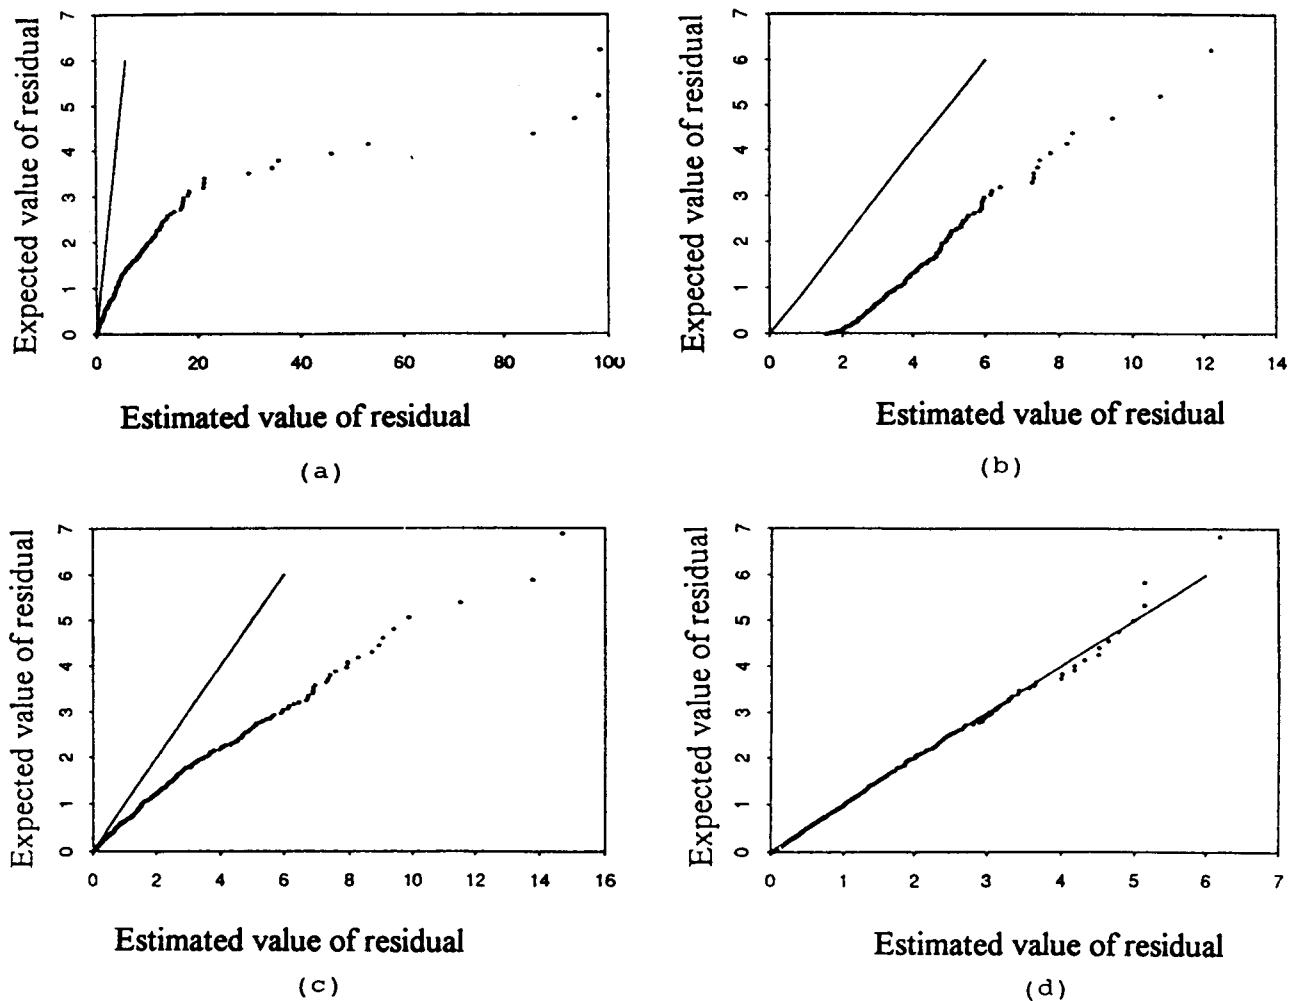 Expected value of residual
7
6
5
4
3
2
1
0
0 20 40 60 80 100
Estimated value of residual
(a)
Expected value of residual
7
6
5
4
3
2
1
0
0 2 4 6 8 10 12 14
Estimated value of residual
(b)
Expected value of residual
7
6
5
4
3
2
1
0
0 2 4 6 8 10 12 14 16
Estimated value of residual
(c)
Expected value of residual
7
6
5
4
3
2
1
0
0 1 2 3 4 5 6 7
Estimated value of residual
(d)